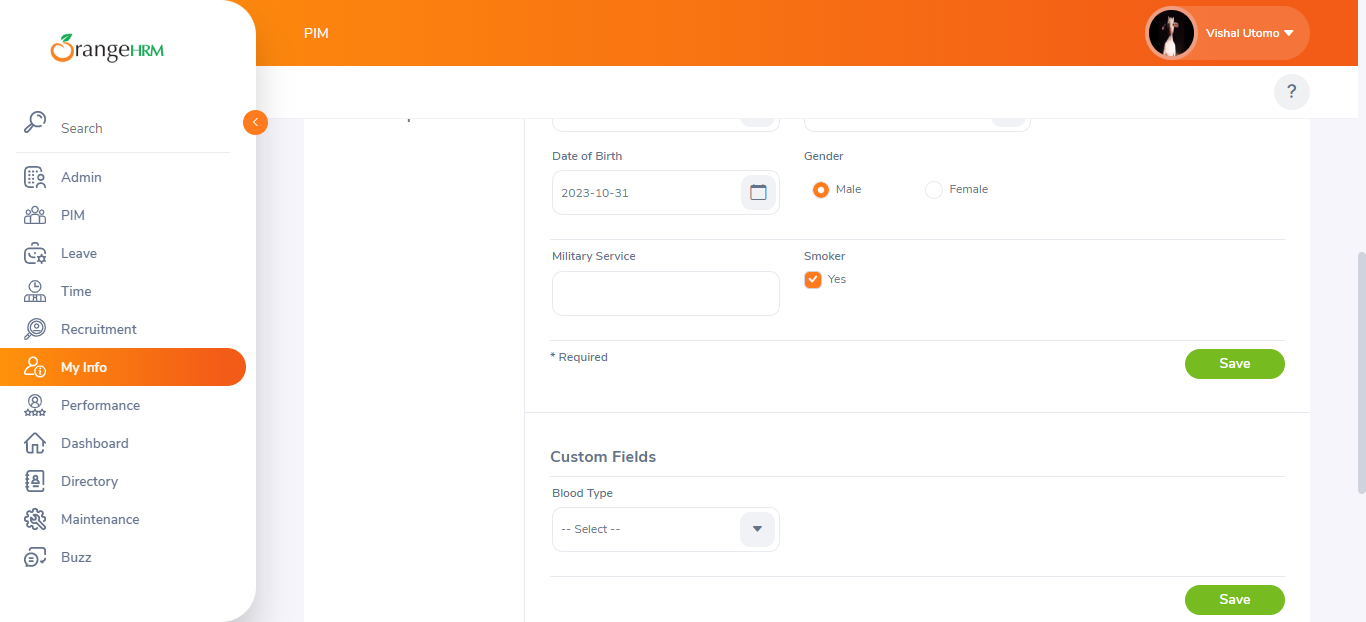 OrangeHRM
PIM
Vishal Utomo
?
Search
Admin
PIM
Leave
Time
Recruitment
My Info
Performance
Dashboard
Directory
Maintenance
Buzz
Date of Birth
2023-10-31
Gender
Male
Female
Military Service
Smoker
Yes
* Required
Save
Custom Fields
Blood Type
-- Select --
Save